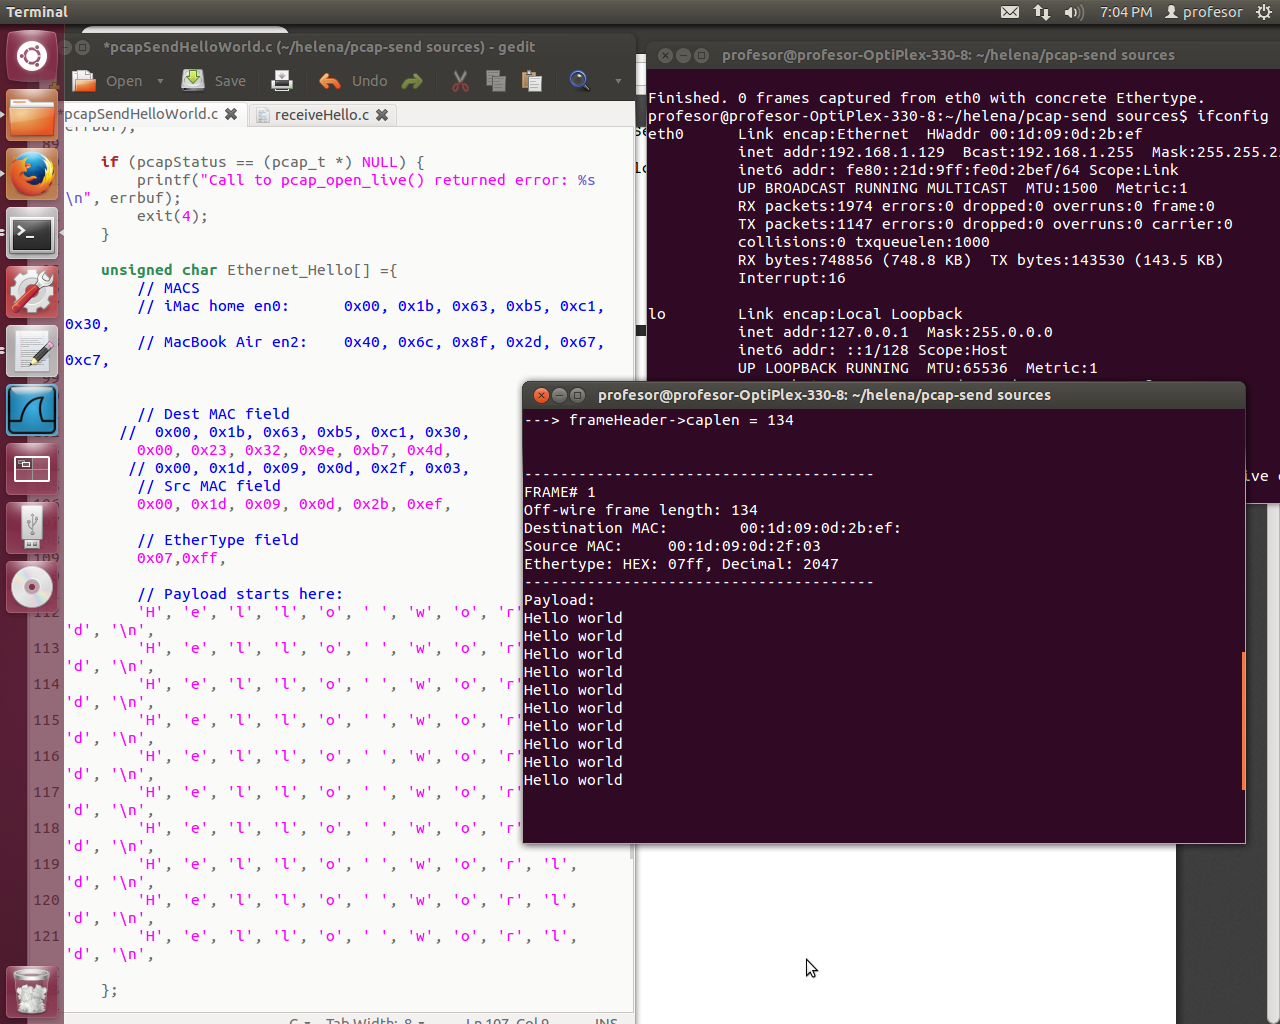 Terminal
7:04 PM
profesor
*pcapSendHelloWorld.c (~/helena/pcap-send sources) - gedit
Open
Save
Undo
pcapSendHelloWorld.c
receiveHello.c
errbuf);
    if (pcapStatus == (pcap_t *) NULL) {
        printf("Call to pcap_open_live() returned error: %s
\n", errbuf);
        exit(4);
    }
    unsigned char Ethernet_Hello[] ={
        // MACS
        // iMac home en0:      0x00, 0x1b, 0x63, 0xb5, 0xc1,
0x30,
        // MacBook Air en2:    0x40, 0x6c, 0x8f, 0x2d, 0x67,
0xc7,
        // Dest MAC field
      //  0x00, 0x1b, 0x63, 0xb5, 0xc1, 0x30,
        0x00, 0x23, 0x32, 0x9e, 0xb7, 0x4d,
       // 0x00, 0x1d, 0x09, 0x0d, 0x2f, 0x03,
        // Src MAC field
        0x00, 0x1d, 0x09, 0x0d, 0x2b, 0xef,
        // EtherType field
109
        0x07,0xff,
        // Payload starts here:
112     'H', 'e', 'l', 'l', 'o', ' ', 'w', 'o', 'r'
'd', '\n',
113     'H', 'e', 'l', 'l', 'o', ' ', 'w', 'o', 'r'
'd', '\n',
114     'H', 'e', 'l', 'l', 'o', ' ', 'w', 'o', 'r'
'd', '\n',
115     'H', 'e', 'l', 'l', 'o', ' ', 'w', 'o', 'r'
'd', '\n',
116     'H', 'e', 'l', 'l', 'o', ' ', 'w', 'o', 'r'
'd', '\n',
117     'H', 'e', 'l', 'l', 'o', ' ', 'w', 'o', 'r'
'd', '\n',
118     'H', 'e', 'l', 'l', 'o', ' ', 'w', 'o', 'r'
'd', '\n',
119     'H', 'e', 'l', 'l', 'o', ' ', 'w', 'o', 'r', 'l',
'd', '\n',
120     'H', 'e', 'l', 'l', 'o', ' ', 'w', 'o', 'r', 'l',
'd', '\n',
121     'H', 'e', 'l', 'l', 'o', ' ', 'w', 'o', 'r', 'l',
'd', '\n',
    };
C  Tab Width: 8  Ln 107, Col 9  INS
profesor@profesor-OptiPlex-330-8: ~/helena/pcap-send sources
Finished. 0 frames captured from eth0 with concrete Ethertype.
profesor@profesor-OptiPlex-330-8:~/helena/pcap-send sources$ ifconfig
eth0      Link encap:Ethernet  HWaddr 00:1d:09:0d:2b:ef
          inet addr:192.168.1.129  Bcast:192.168.1.255  Mask:255.255.2
          inet6 addr: fe80::21d:9ff:fe0d:2bef/64 Scope:Link
          UP BROADCAST RUNNING MULTICAST  MTU:1500  Metric:1
          RX packets:1974 errors:0 dropped:0 overruns:0 frame:0
          TX packets:1147 errors:0 dropped:0 overruns:0 carrier:0
          collisions:0 txqueuelen:1000
          RX bytes:748856 (748.8 KB)  TX bytes:143530 (143.5 KB)
          Interrupt:16
lo        Link encap:Local Loopback
          inet addr:127.0.0.1  Mask:255.0.0.0
          inet6 addr: ::1/128 Scope:Host
          UP LOOPBACK RUNNING  MTU:65536  Metric:1
profesor@profesor-OptiPlex-330-8: ~/helena/pcap-send sources
---> frameHeader->caplen = 134
---------------------------------------
FRAME# 1
Off-wire frame length: 134
Destination MAC:        00:1d:09:0d:2b:ef:
Source MAC:     00:1d:09:0d:2f:03
Ethertype: HEX: 07ff, Decimal: 2047
---------------------------------------
Payload:
Hello world
Hello world
Hello world
Hello world
Hello world
Hello world
Hello world
Hello world
Hello world
Hello world